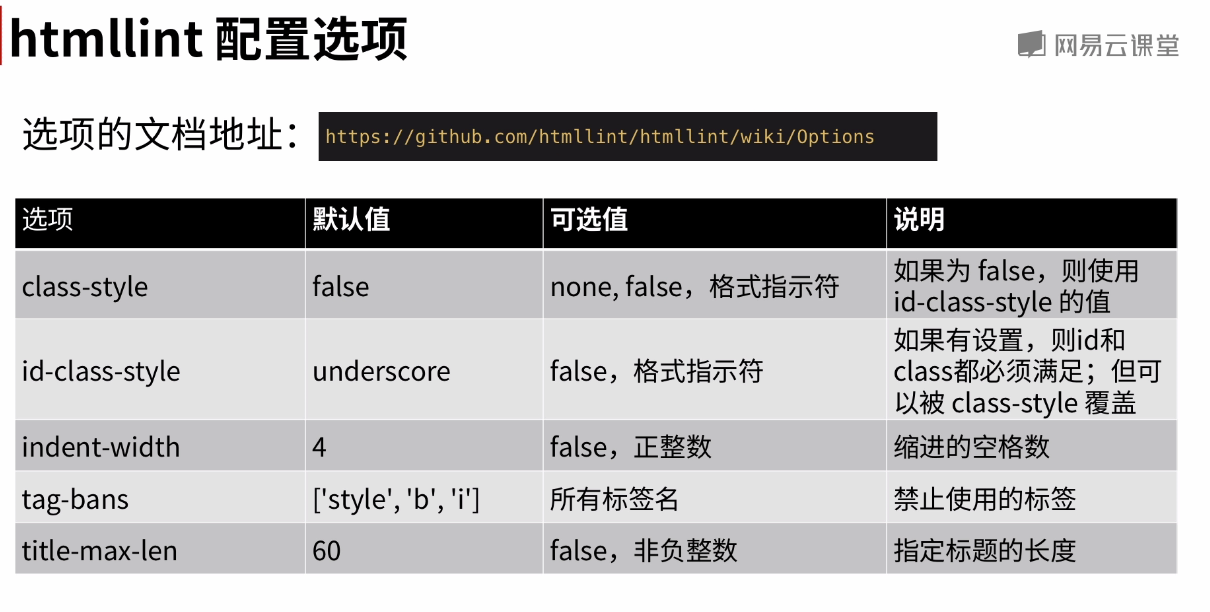 htmllint 配置选项
网易云课堂
选项的文档地址：
https://github.com/htmllint/htmllint/wiki/Options
选项 默认值 可选值 说明
class-style false none, false，格式指示符 如果为 false，则使用
id-class-style 的值
id-class-style underscore false，格式指示符 如果有设置，则id和
class都必须满足；但可
以被 class-style 覆盖
indent-width 4 false，正整数 缩进的空格数
tag-bans ['style', 'b', 'i'] 所有标签名 禁止使用的标签
title-max-len 60 false，非负整数 指定标题的长度